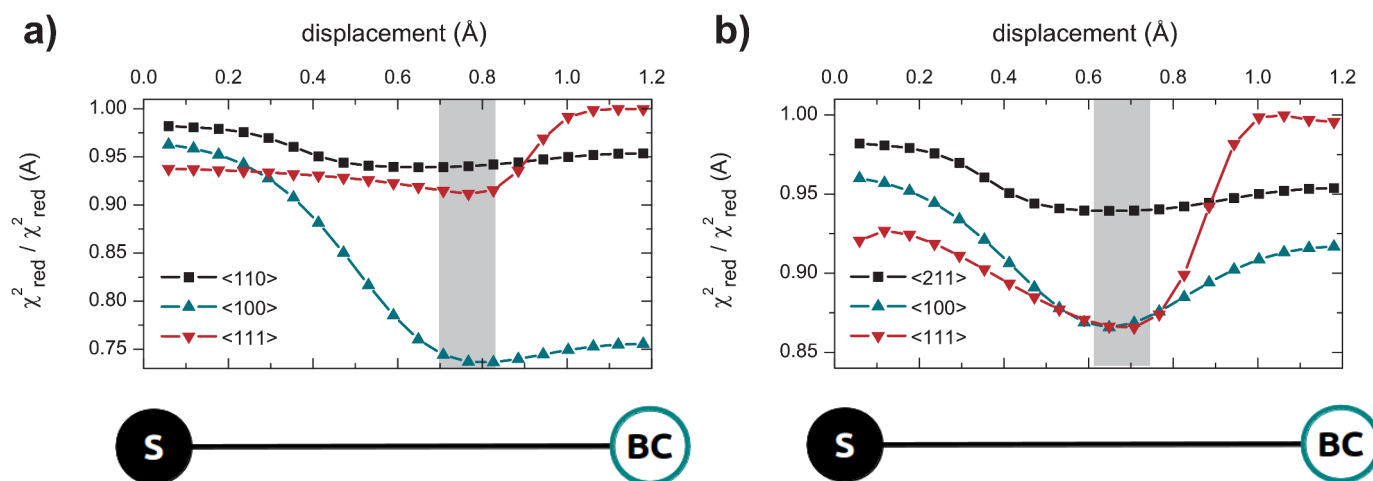 a)
displacement (Å)
0.0 0.2 0.4 0.6 0.8 1.0 1.2
1.00
0.95
0.90
0.85
0.80
0.75
χ²red / χ²red (A)
<110>
<100>
<111>
S
BC
b)
displacement (Å)
0.0 0.2 0.4 0.6 0.8 1.0 1.2
1.00
0.95
0.90
0.85
χ²red / χ²red (A)
<211>
<100>
<111>
S
BC